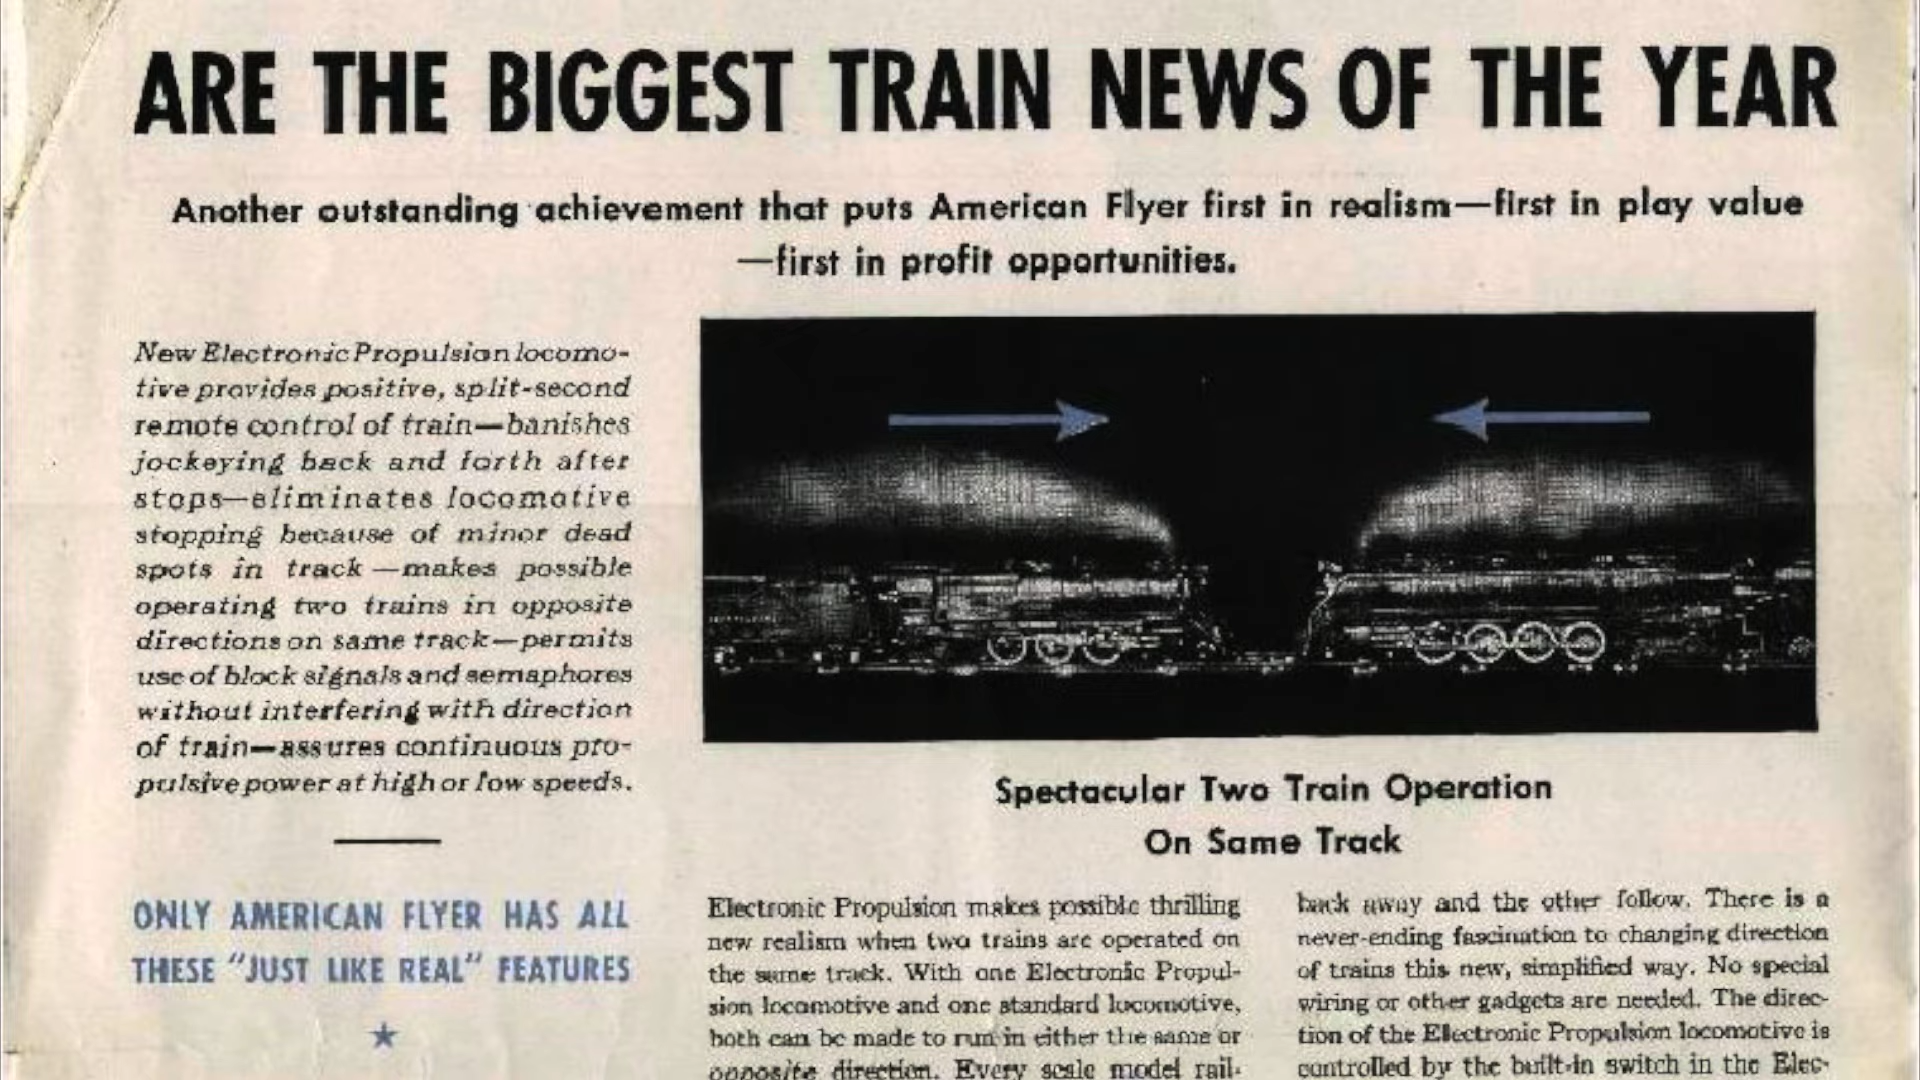 ARE THE BIGGEST TRAIN NEWS OF THE YEAR
Another outstanding achievement that puts American Flyer first in realism—first in play value
—first in profit opportunities.
New Electronic Propulsion locomo-
tive provides positive, split-second
remote control of train—banishes
jockeying back and forth after
stops—eliminates locomotive
stopping because of minor dead
spots in track—makes possible
operating two trains in opposite
directions on same track—permits
use of block signals and semaphores
without interfering with direction
of train—assures continuous pro-
pulsive power at high or low speeds.
ONLY AMERICAN FLYER HAS ALL
THESE "JUST LIKE REAL" FEATURES
Spectacular Two Train Operation
On Same Track
Electronic Propulsion makes possible thrilling
new realism when two trains are operated on
the same track. With one Electronic Propul-
sion locomotive and one standard locomotive,
both can be made to run in either the same or
opposite direction. Every scale model rail-
back away and the other follow. There is a
never-ending fascination to changing direction
of trains this new, simplified way. No special
wiring or other gadgets are needed. The direc-
tion of the Electronic Propulsion locomotive is
controlled by the built-in switch in the Elec-